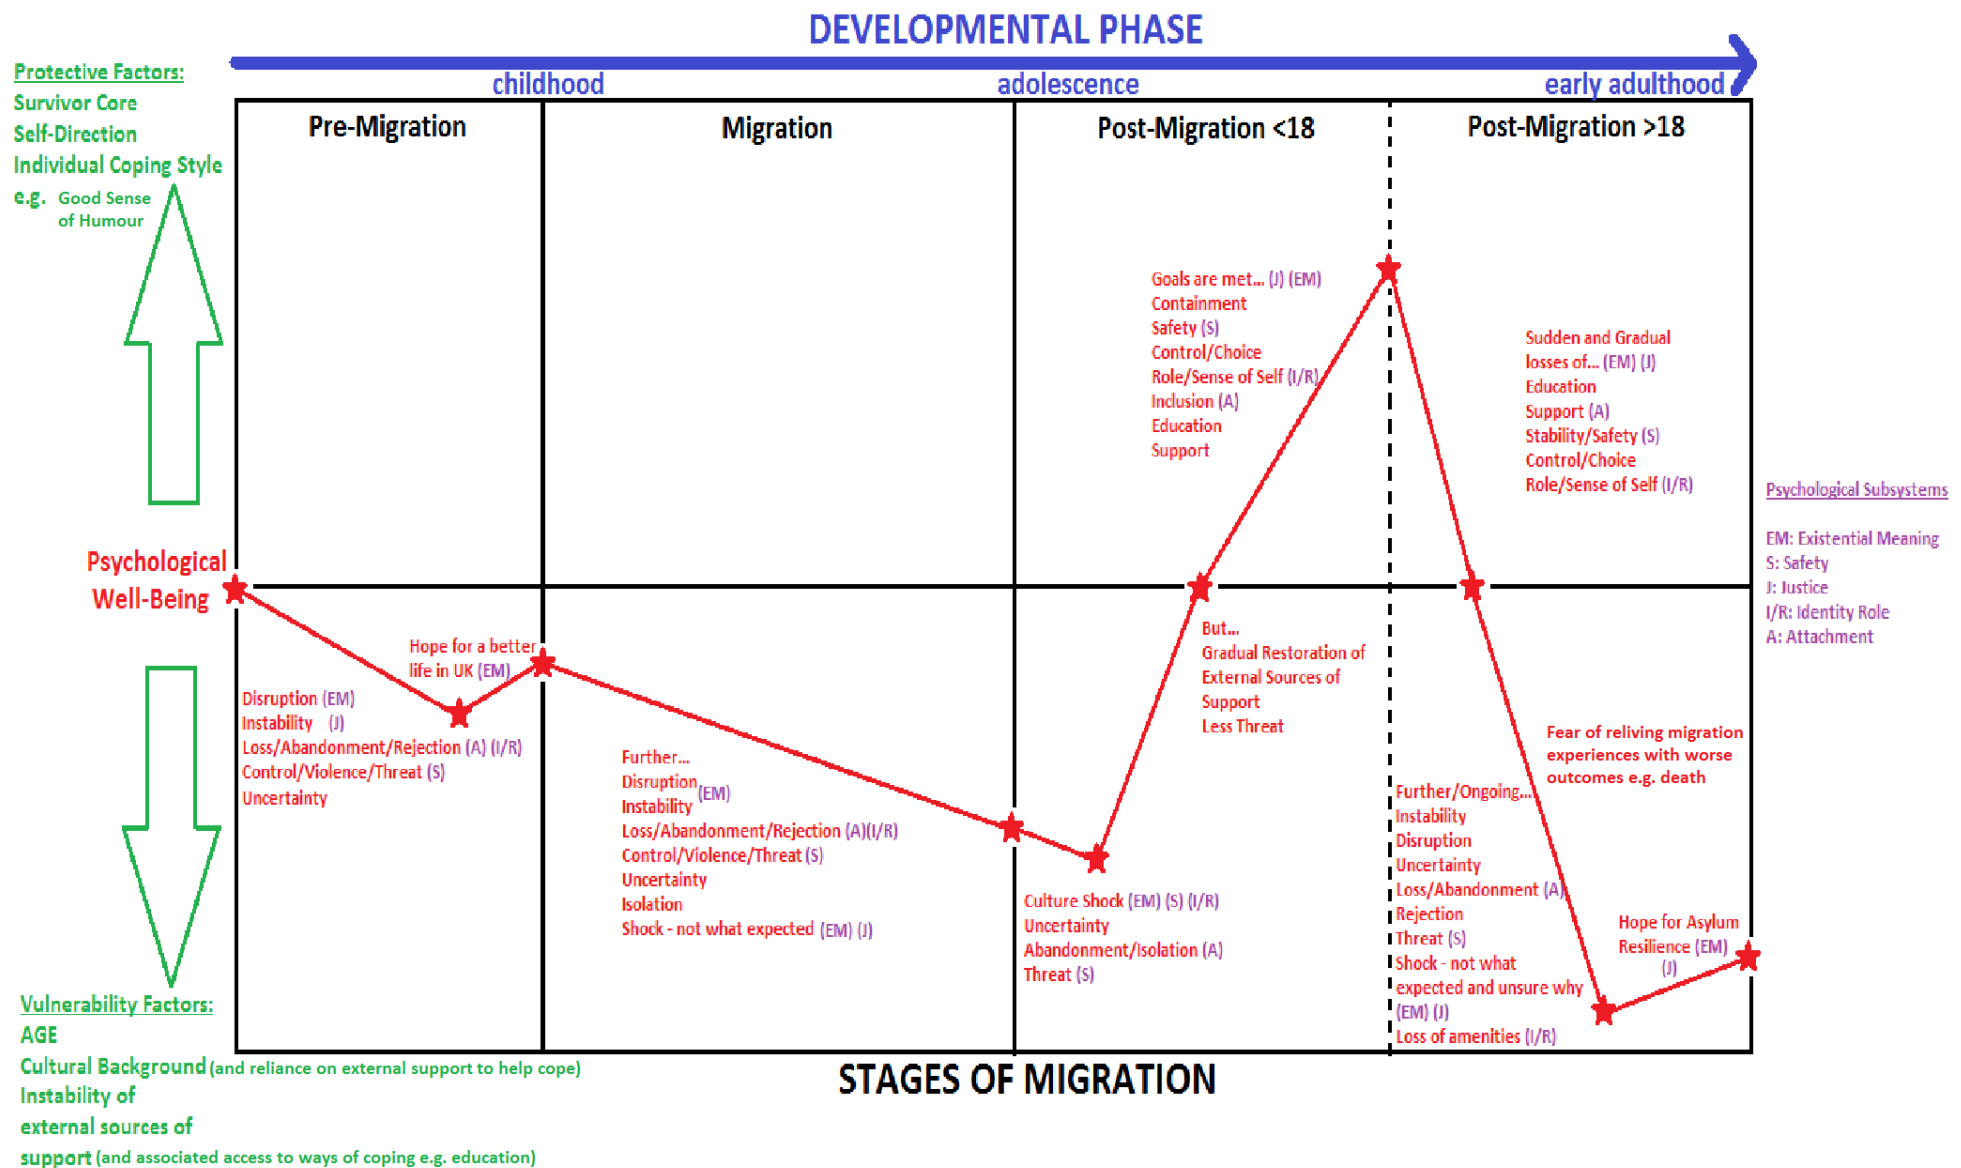 DEVELOPMENTAL PHASE
childhood
adolescence
early adulthood
Protective Factors:
Survivor Core
Self-Direction
Individual Coping Style
e.g. Good Sense
of Humour
Pre-Migration
Migration
Post-Migration <18
Post-Migration >18
Psychological
Well-Being
Hope for a better
life in UK (EM)
Disruption (EM)
Instability (J)
Loss/Abandonment/Rejection (A) (I/R)
Control/Violence/Threat (S)
Uncertainty
Further...
Disruption (EM)
Instability
Loss/Abandonment/Rejection (A)(I/R)
Control/Violence/Threat (S)
Uncertainty
Isolation
Shock - not what expected (EM) (J)
Goals are met... (J) (EM)
Containment
Safety (S)
Control/Choice
Role/Sense of Self (I/R)
Inclusion (A)
Education
Support
But...
Gradual Restoration of
External Sources of
Support
Less Threat
Culture Shock (EM) (S) (I/R)
Uncertainty
Abandonment/Isolation (A)
Threat (S)
Sudden and Gradual
losses of... (EM) (J)
Education
Support (A)
Stability/Safety (S)
Control/Choice
Role/Sense of Self (I/R)
Fear of reliving migration
experiences with worse
outcomes e.g. death
Further/Ongoing...
Instability
Disruption
Uncertainty
Loss/Abandonment (A)
Rejection
Threat (S)
Shock - not what
expected and unsure why
(EM) (J)
Loss of amenities (I/R)
Hope for Asylum
Resilience (EM)
(J)
Psychological Subsystems
EM: Existential Meaning
S: Safety
J: Justice
I/R: Identity Role
A: Attachment
Vulnerability Factors:
AGE
Cultural Background (and reliance on external support to help cope)
Instability of
external sources of
support (and associated access to ways of coping e.g. education)
STAGES OF MIGRATION